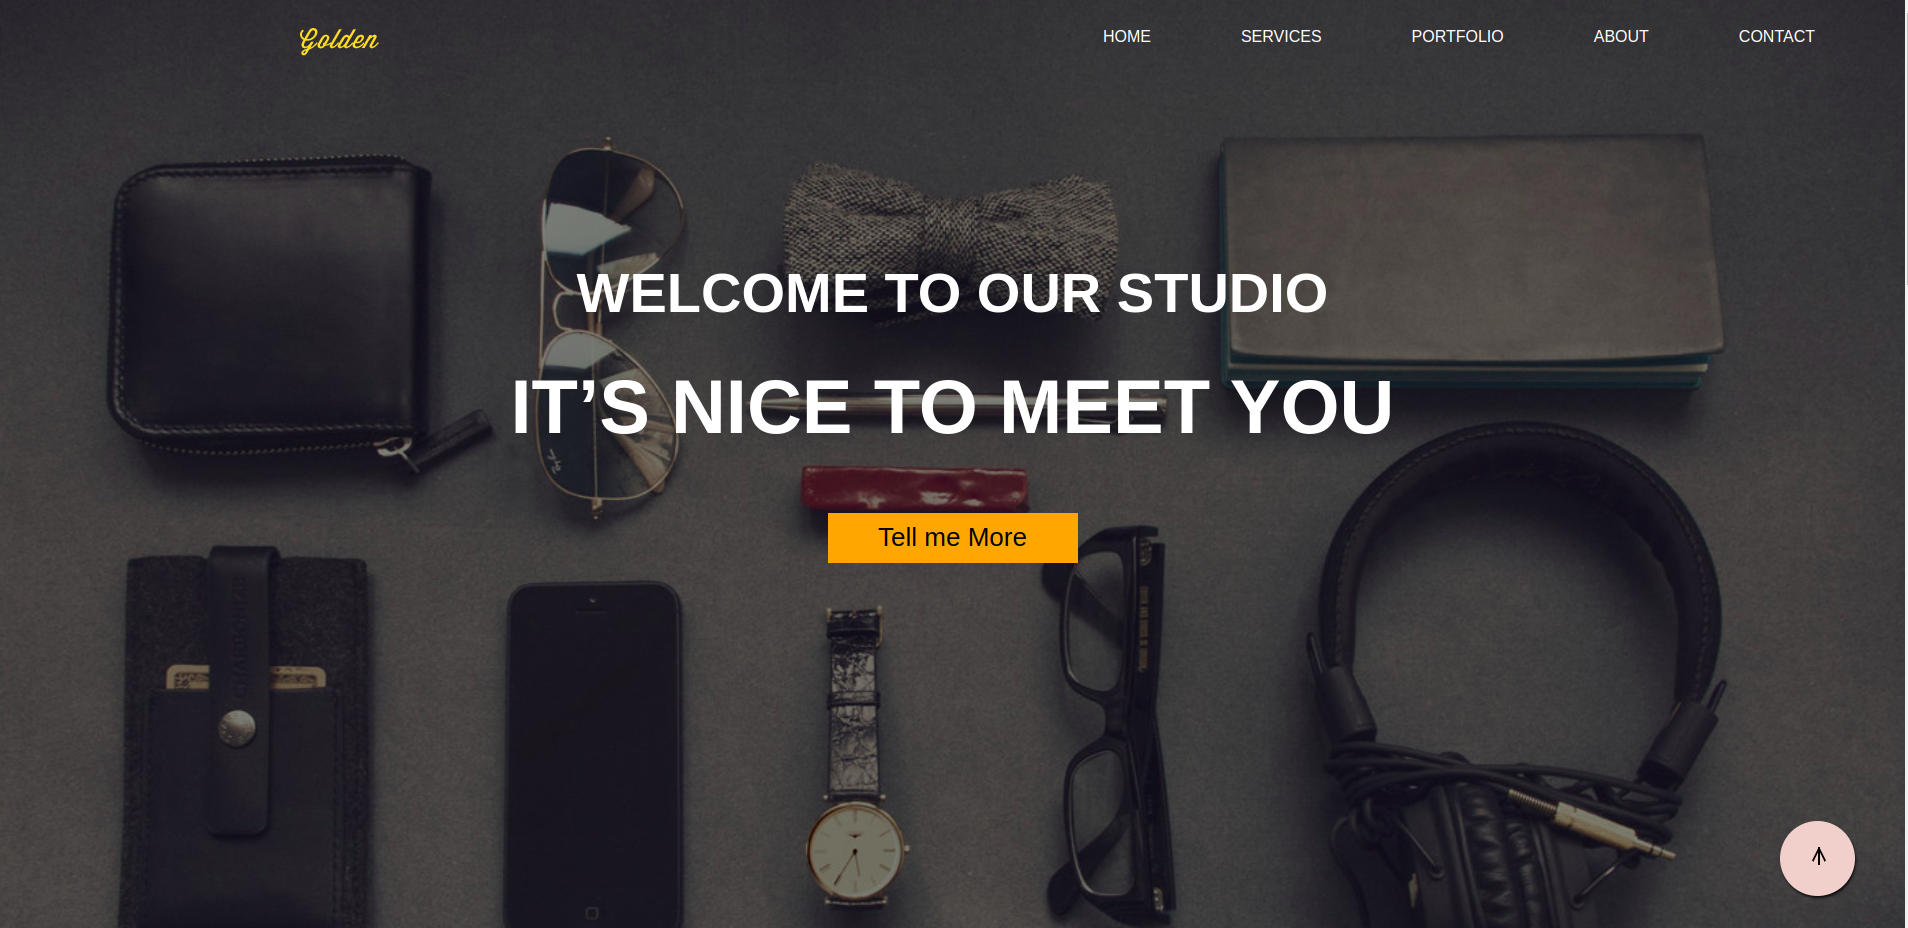 Golden
HOME
SERVICES
PORTFOLIO
ABOUT
CONTACT
WELCOME TO OUR STUDIO
IT’S NICE TO MEET YOU
Tell me More